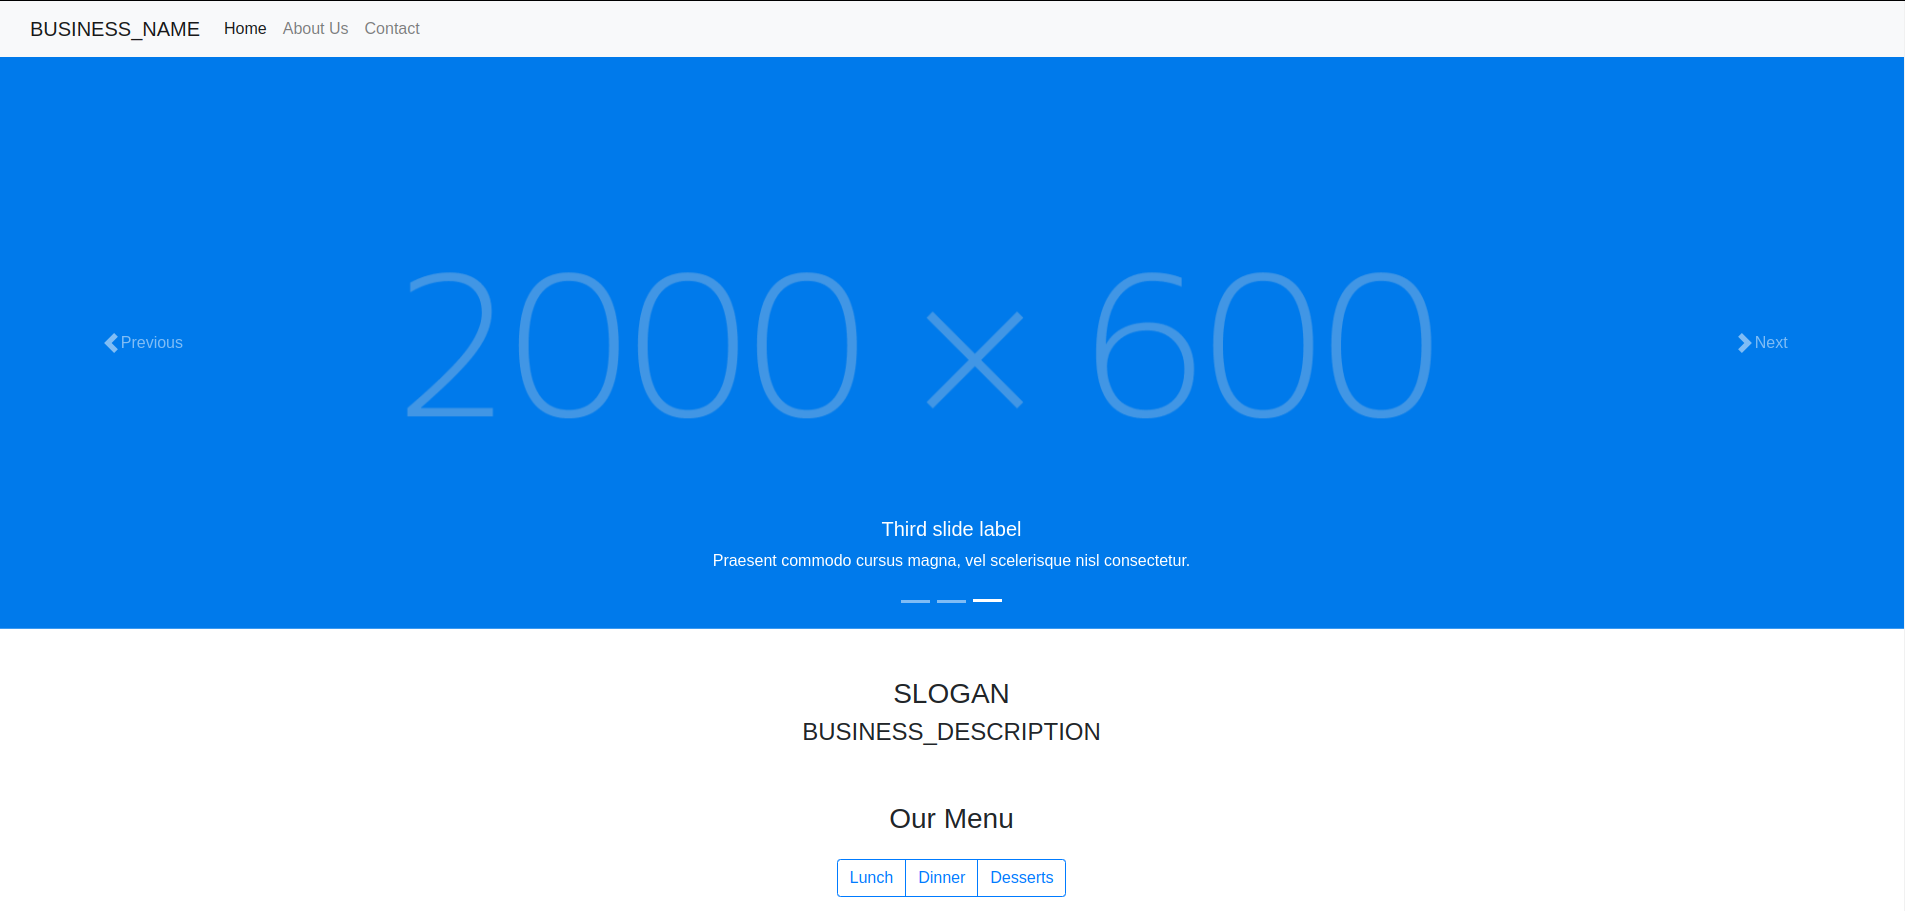 BUSINESS_NAME Home About Us Contact
2000 × 600
Previous
Next
Third slide label
Praesent commodo cursus magna, vel scelerisque nisl consectetur.
SLOGAN
BUSINESS_DESCRIPTION
Our Menu
Lunch Dinner Desserts